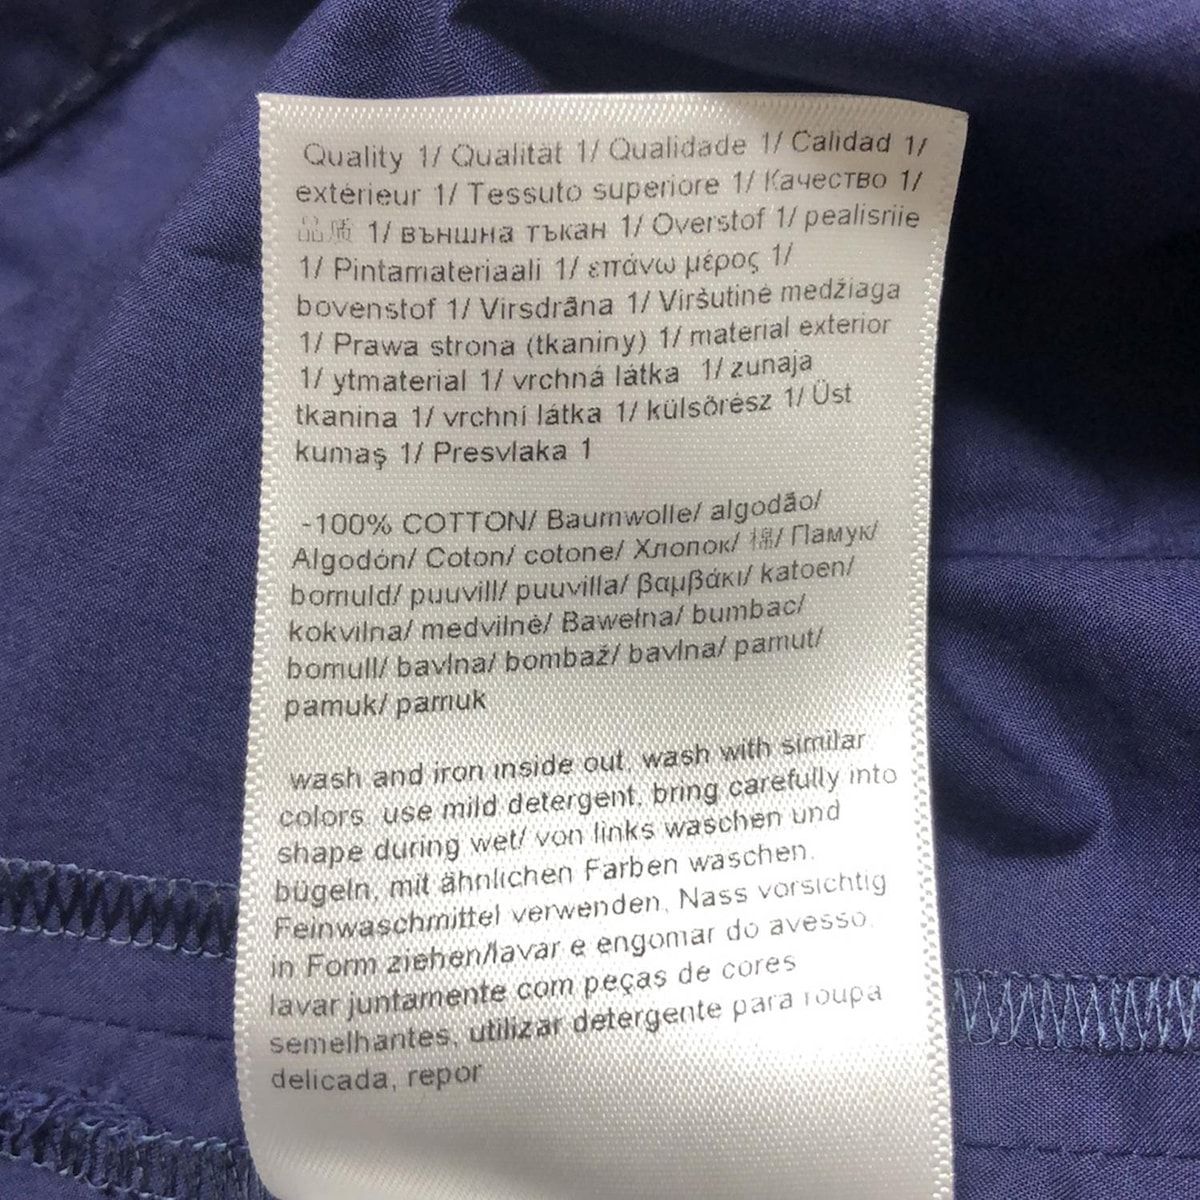 Quality 1/ Qualität 1/ Qualidade 1/ Calidad 1/
extérieur 1/ Tessuto superiore 1/ Качество 1/
品质 1/ външна тъкан 1/ Overstof 1/ pealisriie
1/ Pintamateriaali 1/ επάνω μέρος 1/
bovenstof 1/ Virsdrāna 1/ Viršutinė medžiaga
1/ Prawa strona (tkaniny) 1/ material exterior
1/ ytmaterial 1/ vrchná látka 1/ zunaja
tkanina 1/ vrchní látka 1/ külsőrész 1/ Üst
kumaş 1/ Presvlaka 1
-100% COTTON/ Baumwolle/ algodão/
Algodón/ Coton/ cotone/ Хлопок/ 棉/ Памук/
bomuld/ puuvill/ puuvilla/ βαμβάκι/ katoen/
kokvilna/ medvilnė/ Bawełna/ bumbac/
bomull/ bavlna/ bombaž/ bavlna/ pamut/
pamuk/ pamuk
wash and iron inside out, wash with similar
colors, use mild detergent, bring carefully into
shape during wet/ von links waschen und
bügeln, mit ähnlichen Farben waschen,
Feinwaschmittel verwenden, Nass vorsichtig
in Form ziehen/lavar e engomar do avesso,
lavar juntamente com peças de cores
semelhantes, utilizar detergente para roupa
delicada, repor